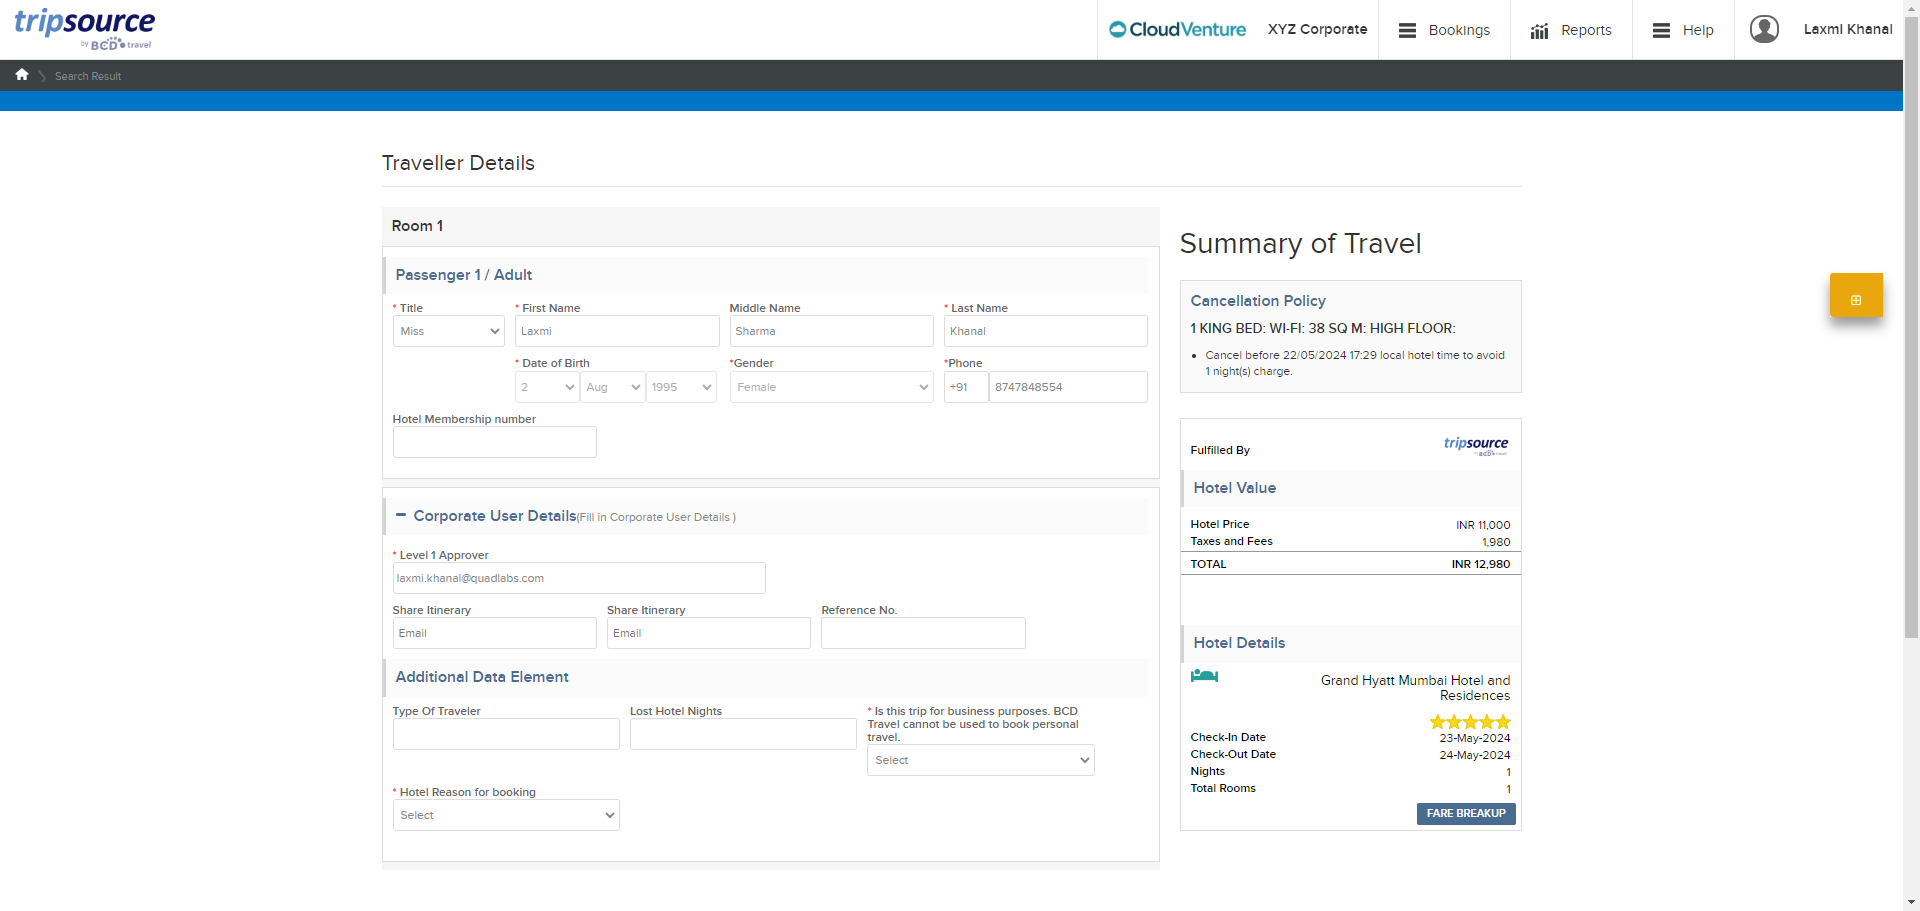 tripsource
by BCD travel
CloudVenture
XYZ Corporate
Bookings
Reports
Help
Laxmi Khanal
Search Result
Traveller Details
Room 1
Passenger 1 / Adult
* Title
* First Name
Middle Name
* Last Name
Miss
Laxmi
Sharma
Khanal
* Date of Birth
*Gender
*Phone
2
Aug
1995
Female
+91
8747848554
Hotel Membership number
Corporate User Details(Fill in Corporate User Details )
* Level 1 Approver
laxmi.khanal@quadlabs.com
Share Itinerary
Share Itinerary
Reference No.
Email
Email
Additional Data Element
Type Of Traveler
Lost Hotel Nights
* Is this trip for business purposes. BCD
Travel cannot be used to book personal
travel.
Select
* Hotel Reason for booking
Select
Summary of Travel
Cancellation Policy
1 KING BED: WI-FI: 38 SQ M: HIGH FLOOR:
• Cancel before 22/05/2024 17:29 local hotel time to avoid
1 night(s) charge.
Fulfilled By
tripsource
by BCD travel
Hotel Value
Hotel Price INR 11,000
Taxes and Fees 1,980
TOTAL INR 12,980
Hotel Details
Grand Hyatt Mumbai Hotel and
Residences
Check-In Date 23-May-2024
Check-Out Date 24-May-2024
Nights 1
Total Rooms 1
FARE BREAKUP